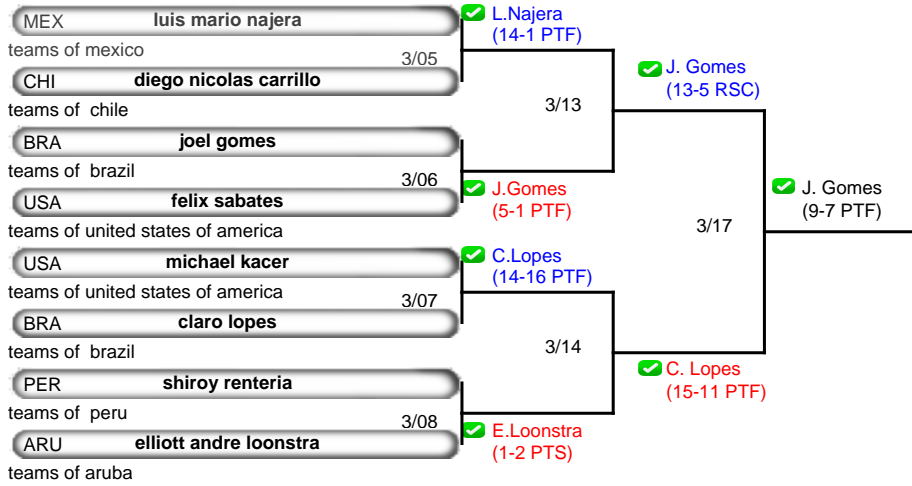 MEX luis mario najera
teams of mexico
3/05
CHI diego nicolas carrillo
teams of chile
BRA joel gomes
teams of brazil
3/06
USA felix sabates
teams of united states of america
USA michael kacer
teams of united states of america
3/07
BRA claro lopes
teams of brazil
PER shiroy renteria
teams of peru
3/08
ARU elliott andre loonstra
teams of aruba
L.Najera
(14-1 PTF)
3/13
J.Gomes
(5-1 PTF)
C.Lopes
(14-16 PTF)
3/14
E.Loonstra
(1-2 PTS)
J. Gomes
(13-5 RSC)
3/17
C. Lopes
(15-11 PTF)
J. Gomes
(9-7 PTF)